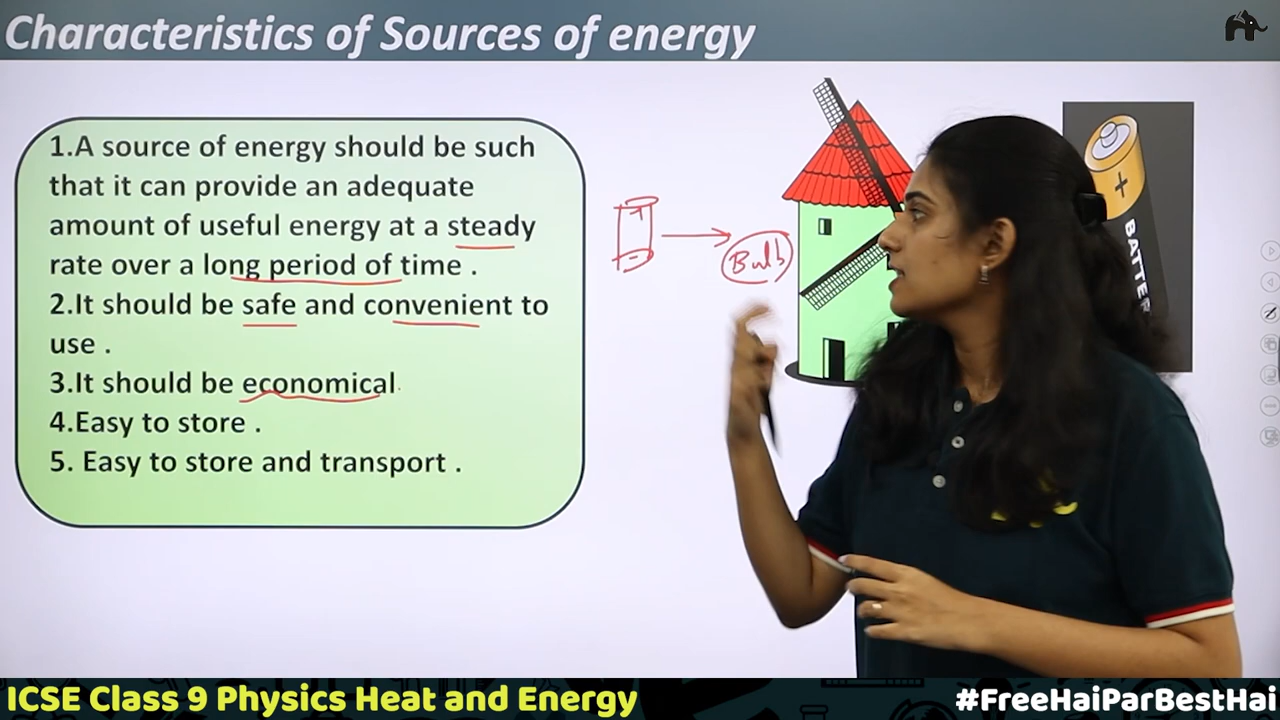 Characteristics of Sources of energy
1.A source of energy should be such
that it can provide an adequate
amount of useful energy at a steady
rate over a long period of time .
2.It should be safe and convenient to
use .
3.It should be economical
4.Easy to store .
5. Easy to store and transport .
+
-
Bulb
+
BATTER
ICSE Class 9 Physics Heat and Energy
#FreeHaiParBestHai